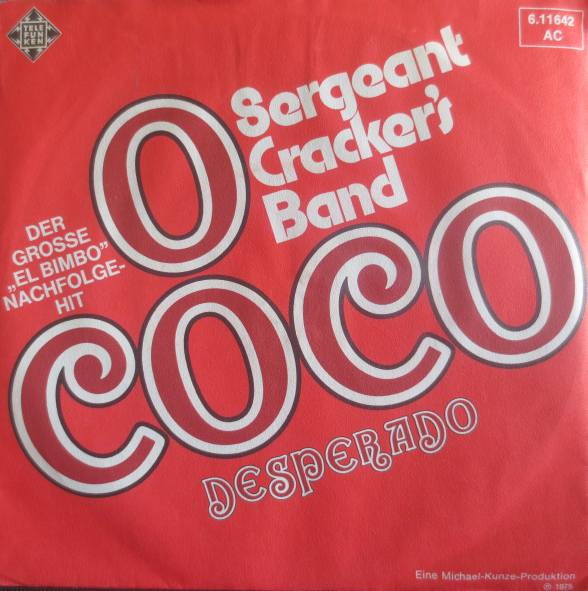 TELE
FUN
KEN
6.11642
AC
Sergeant
Cracker's
Band
O
COCO
DER
GROSSE
„EL BIMBO”
NACHFOLGE-
HIT
DESPERADO
Eine Michael-Kunze-Produktion
℗ 1975